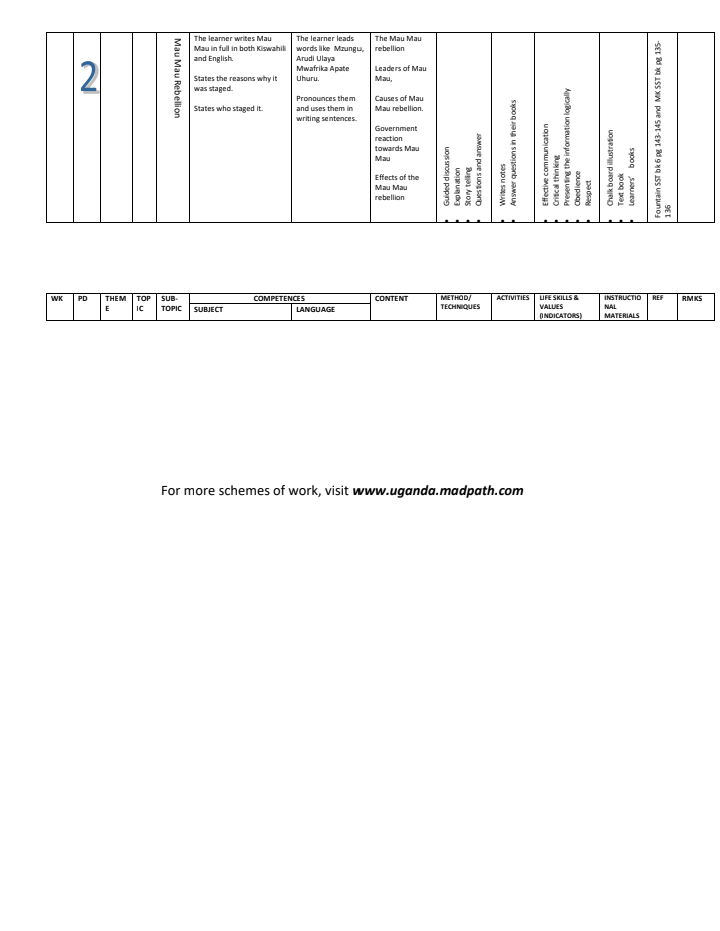 2
Mau Mau Rebellion
The learner writes Mau
Mau in full in both Kiswahili
and English.
States the reasons why it
was staged.
States who staged it.
The learner leads
words like Mzungu,
Arudi Ulaya
Mwafrika Apate
Uhuru.
Pronounces them
and uses them in
writing sentences.
The Mau Mau
rebellion
Leaders of Mau
Mau,
Causes of Mau
Mau rebellion.
Government
reaction
towards Mau
Mau
Effects of the
Mau Mau
rebellion
• Guided discussion
• Explanation
• Story telling
• Questions and answer
• Writes notes
• Answer questions in their books
• Effective communication
• Critical thinking
• Presenting the information logically
• Obedience
• Respect
• Chalk board illustration
• Text book
• Learners' books
Fountain SST bk 6 pg 143-145 and MK SST bk pg 135-
136
WK
PD
THEM
E
TOP
IC
SUB-
TOPIC
COMPETENCES
SUBJECT
LANGUAGE
CONTENT
METHOD/
TECHNIQUES
ACTIVITIES
LIFE SKILLS &
VALUES
(INDICATORS)
INSTRUCTIO
NAL
MATERIALS
REF
RMKS
For more schemes of work, visit www.uganda.madpath.com